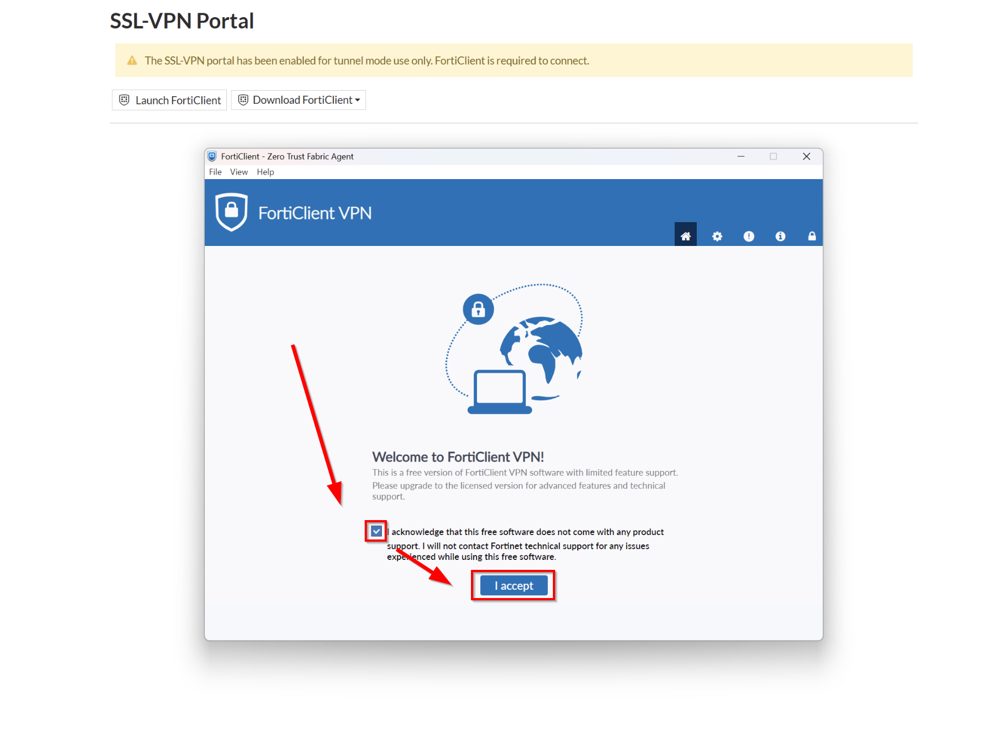 SSL-VPN Portal
The SSL-VPN portal has been enabled for tunnel mode use only. FortiClient is required to connect.
Launch FortiClient Download FortiClient
FortiClient - Zero Trust Fabric Agent
File View Help
FortiClient VPN
Welcome to FortiClient VPN!
This is a free version of FortiClient VPN software with limited feature support.
Please upgrade to the licensed version for advanced features and technical
support.
I acknowledge that this free software does not come with any product
support. I will not contact Fortinet technical support for any issues
experienced while using this free software.
I accept